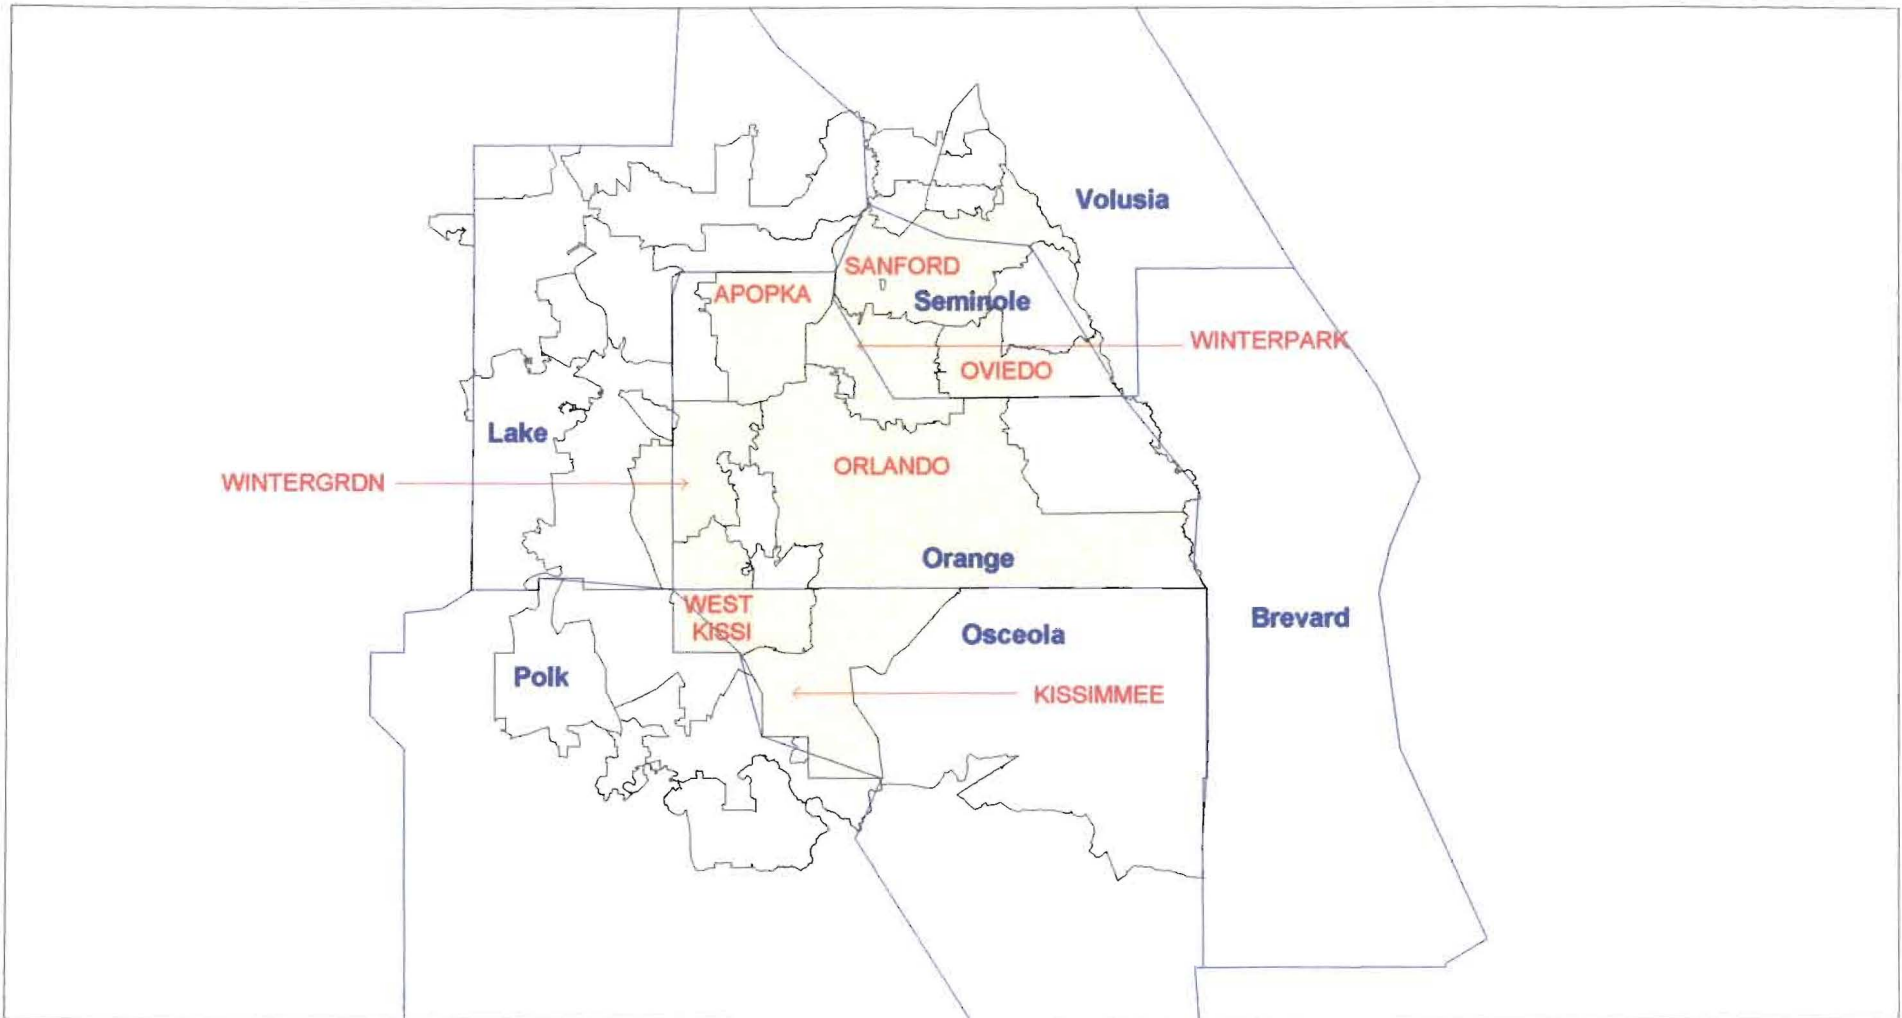 Volusia
SANFORD
APOPKA
Seminole
WINTERPARK
OVIEDO
Lake
ORLANDO
WINTERGRDN
Orange
WEST
KISSI
Osceola
Brevard
Polk
KISSIMMEE